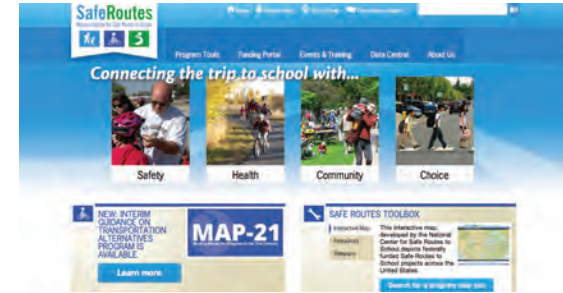 SafeRoutes
Program Tools Funding Portal Events & Training Data Central About Us
Connecting the trip to school with...
Safety Health Community Choice
NEW: INTERIM
GUIDANCE ON
TRANSPORTATION
ALTERNATIVES
PROGRAM IS
AVAILABLE.
Learn more.
MAP-21
SAFE ROUTES TOOLBOX
Interactive Map
Resources
This interactive map,
developed by the National
Center for Safe Routes to
School, depicts federally
funded Safe Routes to
School projects across the
United States.
Search for a program near you